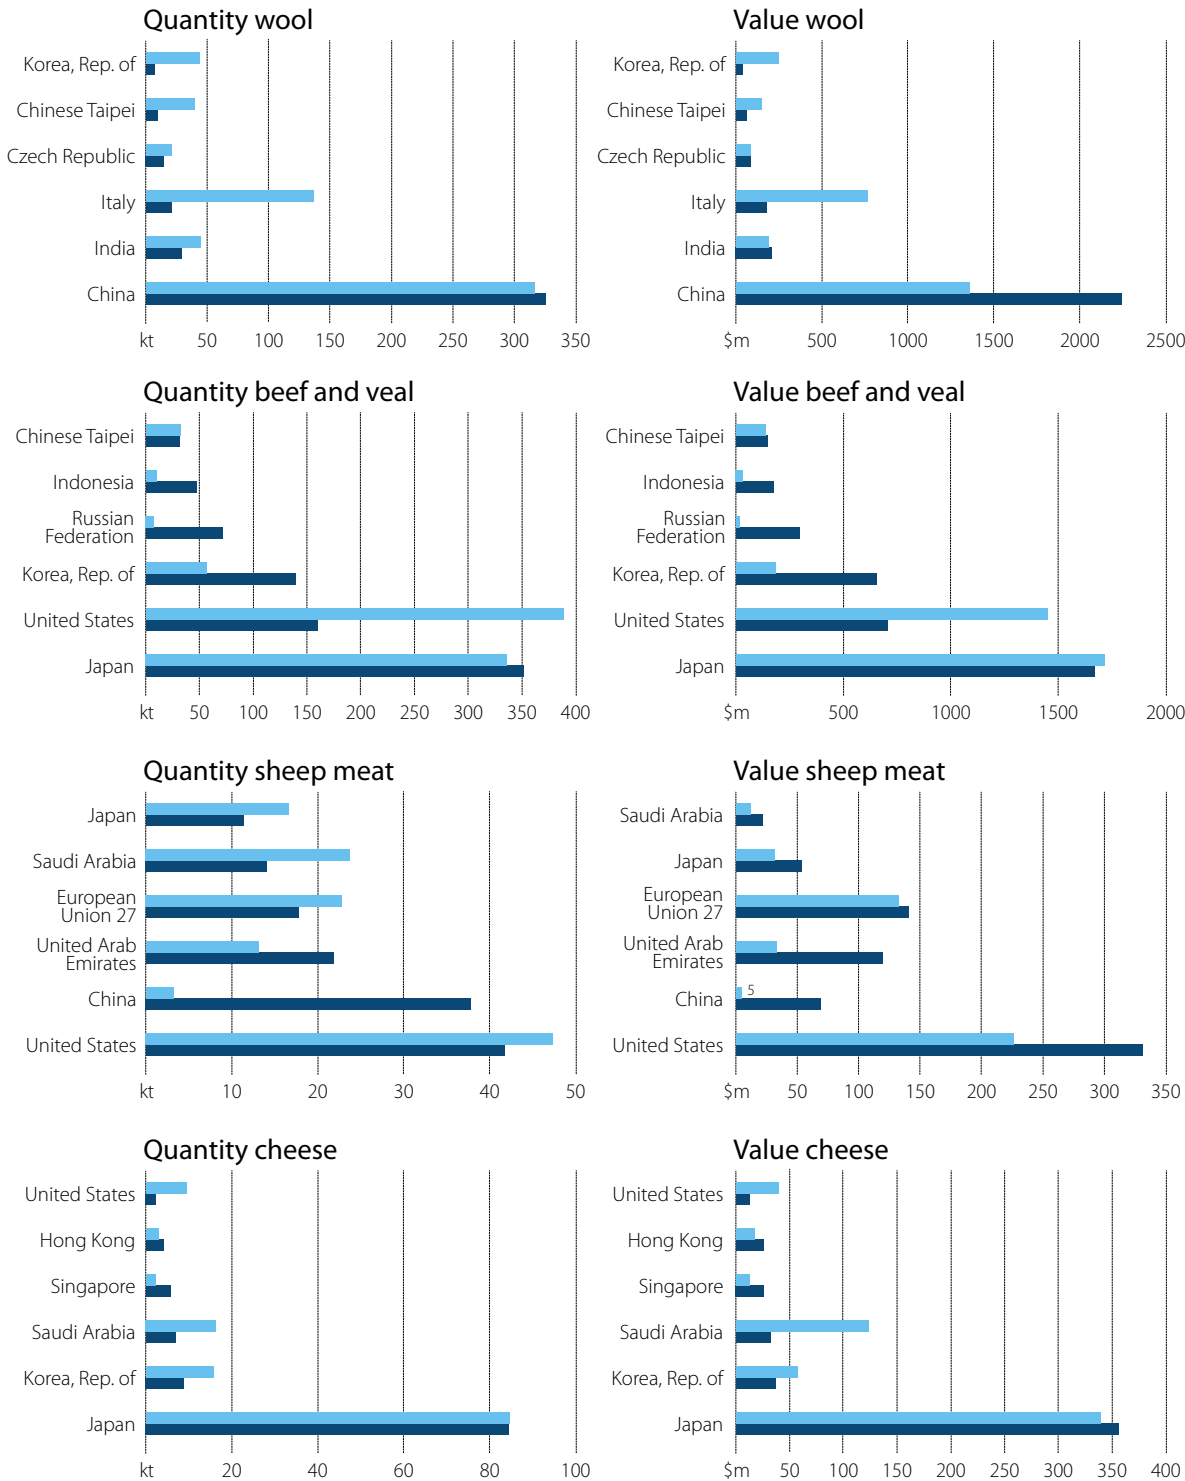 Quantity wool
Korea, Rep. of
Chinese Taipei
Czech Republic
Italy
India
China
kt 50 100 150 200 250 300 350
Value wool
Korea, Rep. of
Chinese Taipei
Czech Republic
Italy
India
China
$m 500 1000 1500 2000 2500
Quantity beef and veal
Chinese Taipei
Indonesia
Russian
Federation
Korea, Rep. of
United States
Japan
kt 50 100 150 200 250 300 350 400
Value beef and veal
Chinese Taipei
Indonesia
Russian
Federation
Korea, Rep. of
United States
Japan
$m 500 1000 1500 2000
Quantity sheep meat
Japan
Saudi Arabia
European
Union 27
United Arab
Emirates
China
United States
kt 10 20 30 40 50
Value sheep meat
Saudi Arabia
Japan
European
Union 27
United Arab
Emirates
China 5
United States
$m 50 100 150 200 250 300 350
Quantity cheese
United States
Hong Kong
Singapore
Saudi Arabia
Korea, Rep. of
Japan
kt 20 40 60 80 100
Value cheese
United States
Hong Kong
Singapore
Saudi Arabia
Korea, Rep. of
Japan
$m 50 100 150 200 250 300 350 400